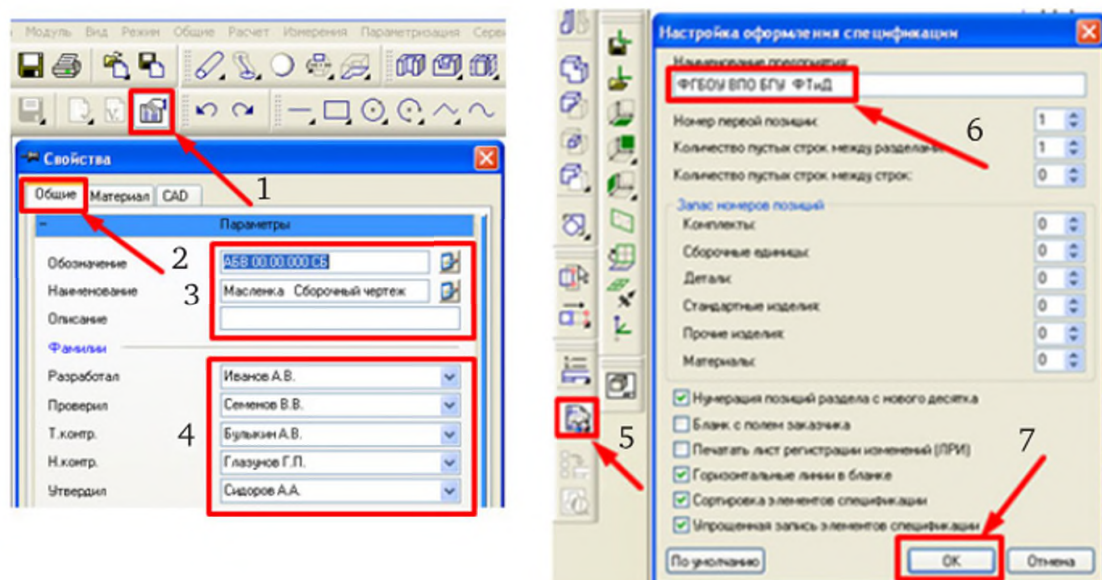 Модуль Вид Режим Общие Расчет Измерения Параметризация Серви
1
Свойства
Общие Материал CAD
Параметры
2
Обозначение АБВ 00.00.000 СБ
3
Наименование Масленка Сборочный чертеж
Описание
Фамилии
Разработал Иванов А.В.
Проверил Семенов В.В.
4
Т.контр. Булыкин А.В.
Н.контр. Глазунов Г.П.
Утвердил Сидоров А.А.
Настройка оформления спецификации
Наименование предприятия:
ФГБОУ ВПО БГУ ФТиД
6
Номер первой позиции: 1
Количество пустых строк между разделами: 1
Количество пустых строк между строк: 0
Запас номеров позиций
Комплекты: 0
Сборочные единицы: 0
Детали: 0
Стандартные изделия: 0
Прочие изделия: 0
Материалы: 0
Нумерация позиций раздела с нового десятка
Бланк с полем заказчика
5
7
Печатать лист регистрации изменений (ЛРИ)
Горизонтальные линии в бланке
Сортировка элементов спецификации
Упрощенная запись элементов спецификации
По умолчанию OK Отмена